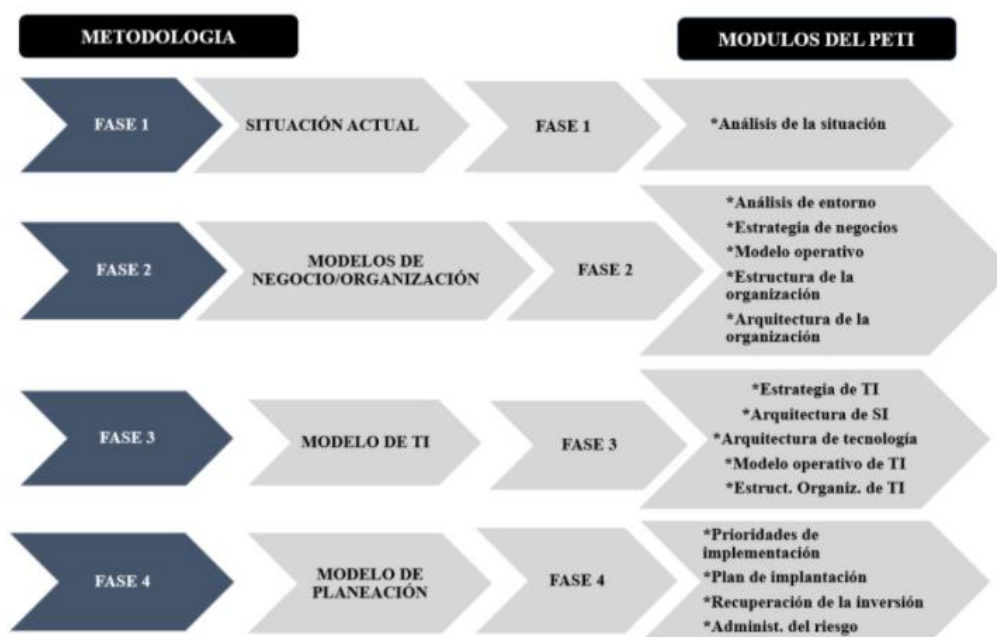 METODOLOGIA
MODULOS DEL PETI
FASE 1
SITUACIÓN ACTUAL
FASE 1
*Análisis de la situación
FASE 2
MODELOS DE
NEGOCIO/ORGANIZACIÓN
FASE 2
*Análisis de entorno
*Estrategia de negocios
*Modelo operativo
*Estructura de la
organización
*Arquitectura de la
organización
FASE 3
MODELO DE TI
FASE 3
*Estrategia de TI
*Arquitectura de SI
*Arquitectura de tecnología
*Modelo operativo de TI
*Estruct. Organiz. de TI
FASE 4
MODELO DE
PLANEACIÓN
FASE 4
*Prioridades de
implementación
*Plan de implantación
*Recuperación de la inversión
*Administ. del riesgo